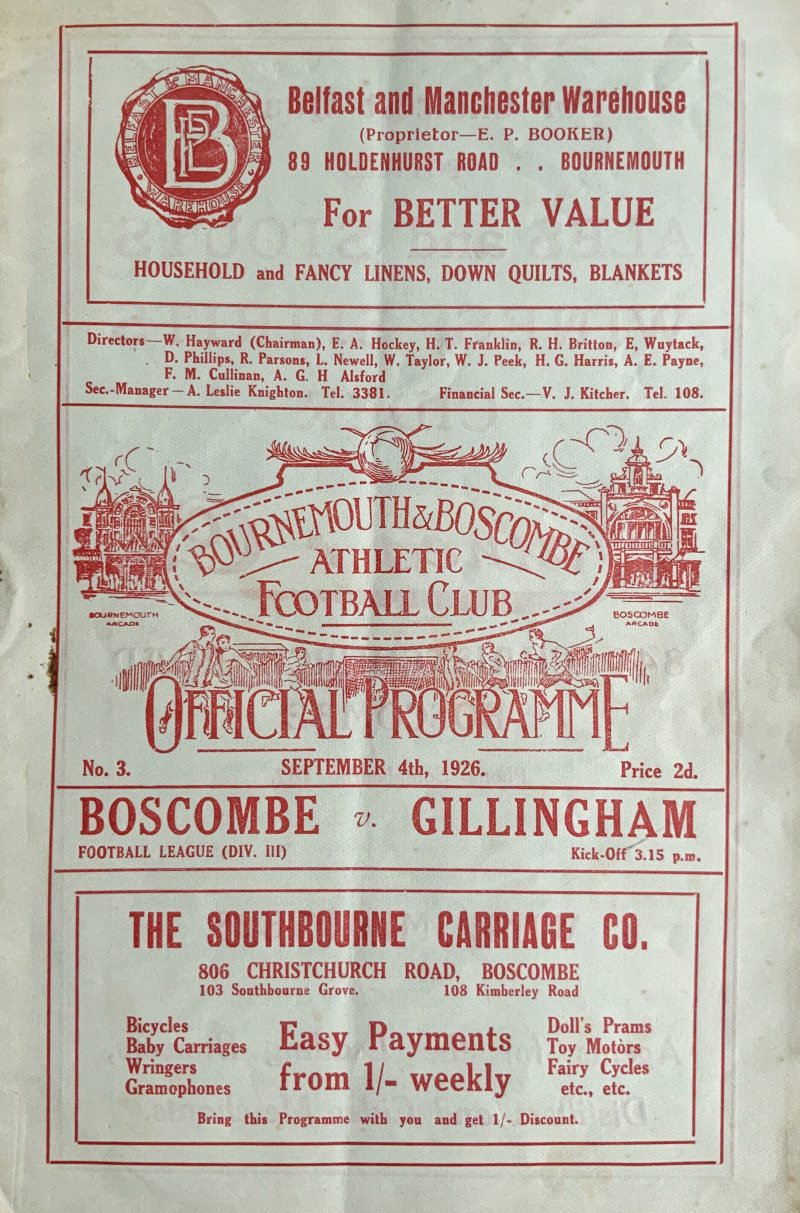 BELFAST & MANCHESTER
WAREHOUSE
Belfast and Manchester Warehouse
(Proprietor—E. P. BOOKER)
89 HOLDENHURST ROAD . . BOURNEMOUTH
For BETTER VALUE
HOUSEHOLD and FANCY LINENS, DOWN QUILTS, BLANKETS
Directors—W. Hayward (Chairman), E. A. Hockey, H. T. Franklin, R. H. Britton, E, Wuytack,
D. Phillips, R. Parsons, L. Newell, W. Taylor, W. J. Peek, H. G. Harris, A. E. Payne,
F. M. Cullinan, A. G. H Alsford
Sec.-Manager—A. Leslie Knighton. Tel. 3381. Financial Sec.—V. J. Kitcher. Tel. 108.
BOURNEMOUTH & BOSCOMBE
ATHLETIC
FOOTBALL CLUB
BOURNEMOUTH
ARCADE
BOSCOMBE
ARCADE
OFFICIAL PROGRAMME
No. 3. SEPTEMBER 4th, 1926. Price 2d.
BOSCOMBE v. GILLINGHAM
FOOTBALL LEAGUE (DIV. III) Kick-Off 3.15 p.m.
THE SOUTHBOURNE CARRIAGE CO.
806 CHRISTCHURCH ROAD, BOSCOMBE
103 Southbourne Grove. 108 Kimberley Road
Bicycles
Baby Carriages
Wringers
Gramophones
Easy Payments
from 1/- weekly
Doll's Prams
Toy Motors
Fairy Cycles
etc., etc.
Bring this Programme with you and get 1/- Discount.